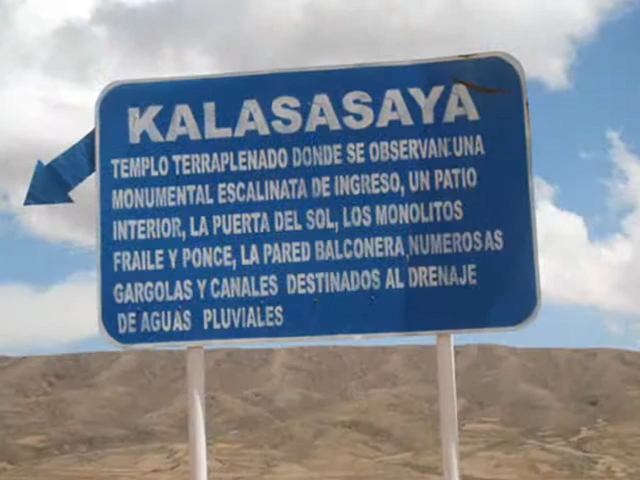 KALASASAYA
TEMPLO TERRAPLENADO DONDE SE OBSERVAN UNA
MONUMENTAL ESCALINATA DE INGRESO, UN PATIO
INTERIOR, LA PUERTA DEL SOL, LOS MONOLITOS
FRAILE Y PONCE, LA PARED BALCONERA, NUMEROSAS
GARGOLAS Y CANALES DESTINADOS AL DRENAJE
DE AGUAS PLUVIALES